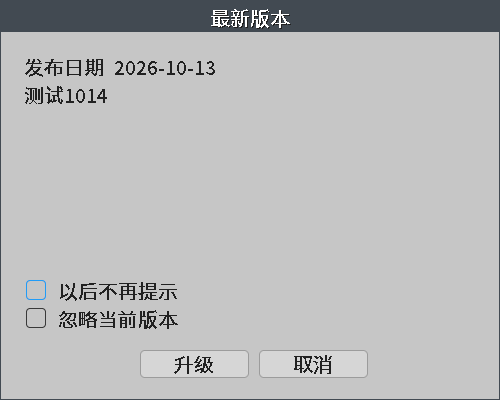 最新版本
发布日期 2026-10-13
测试1014
以后不再提示
忽略当前版本
升级 取消